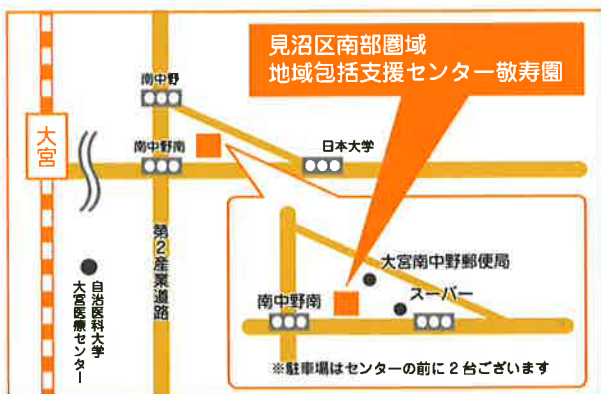 見沼区南部圏域
地域包括支援センター敬寿園
南中野
大宮
南中野南
日本大学
第2産業道路
大宮南中野郵便局
スーパー
南中野南
自治医科大学
大宮医療センター
※駐車場はセンターの前に2台ございます